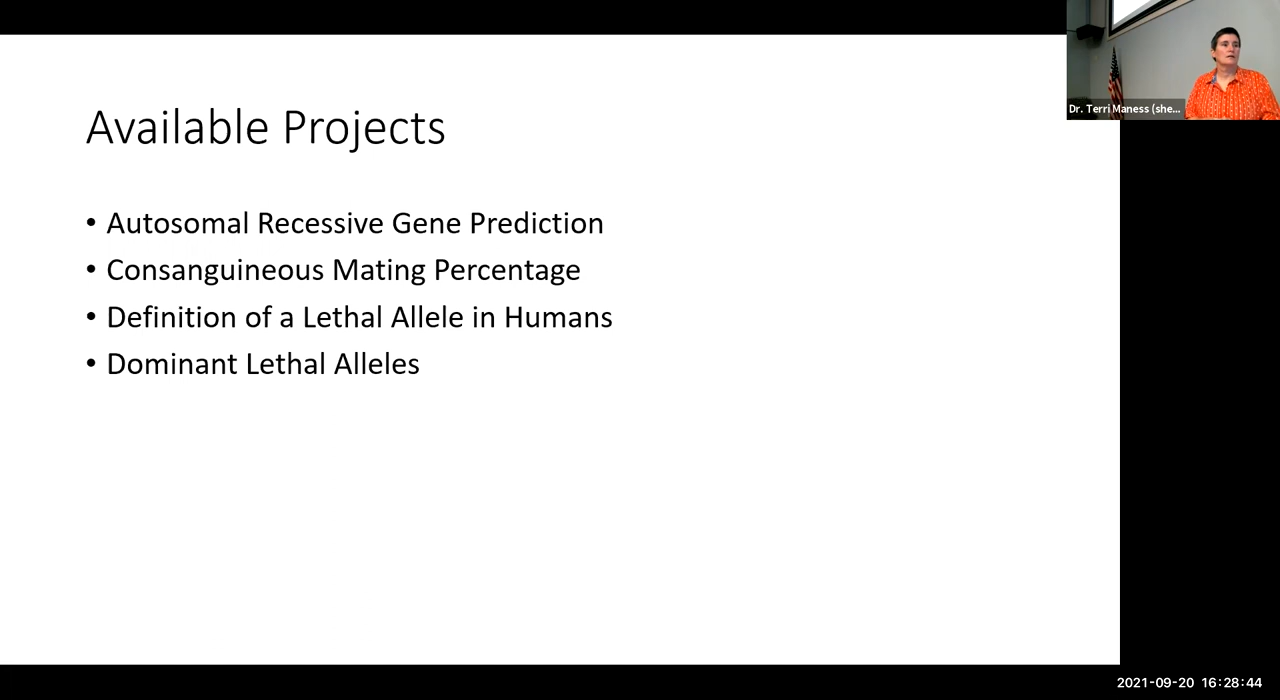 Available Projects
• Autosomal Recessive Gene Prediction
• Consanguineous Mating Percentage
• Definition of a Lethal Allele in Humans
• Dominant Lethal Alleles
Dr. Terri Maness (she...
2021-09-20 16:28:44